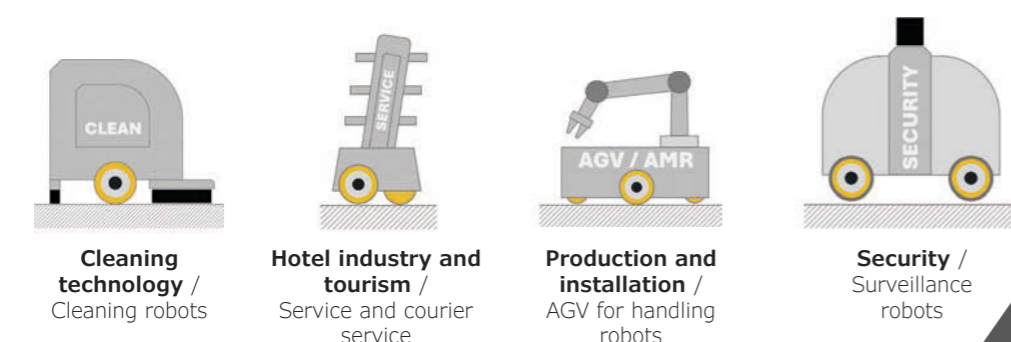 CLEAN
SERVICE
AGV / AMR
SECURITY
Cleaning
technology /
Cleaning robots
Hotel industry and
tourism /
Service and courier
service
Production and
installation /
AGV for handling
robots
Security /
Surveillance
robots